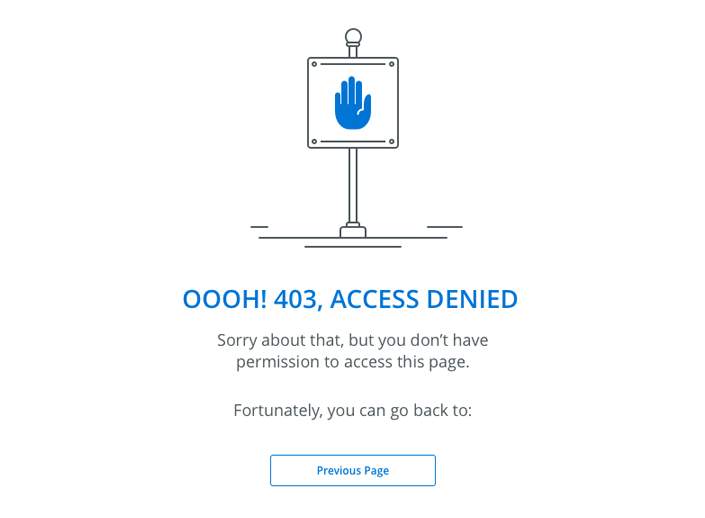 OOOH! 403, ACCESS DENIED
Sorry about that, but you don’t have
permission to access this page.
Fortunately, you can go back to:
Previous Page